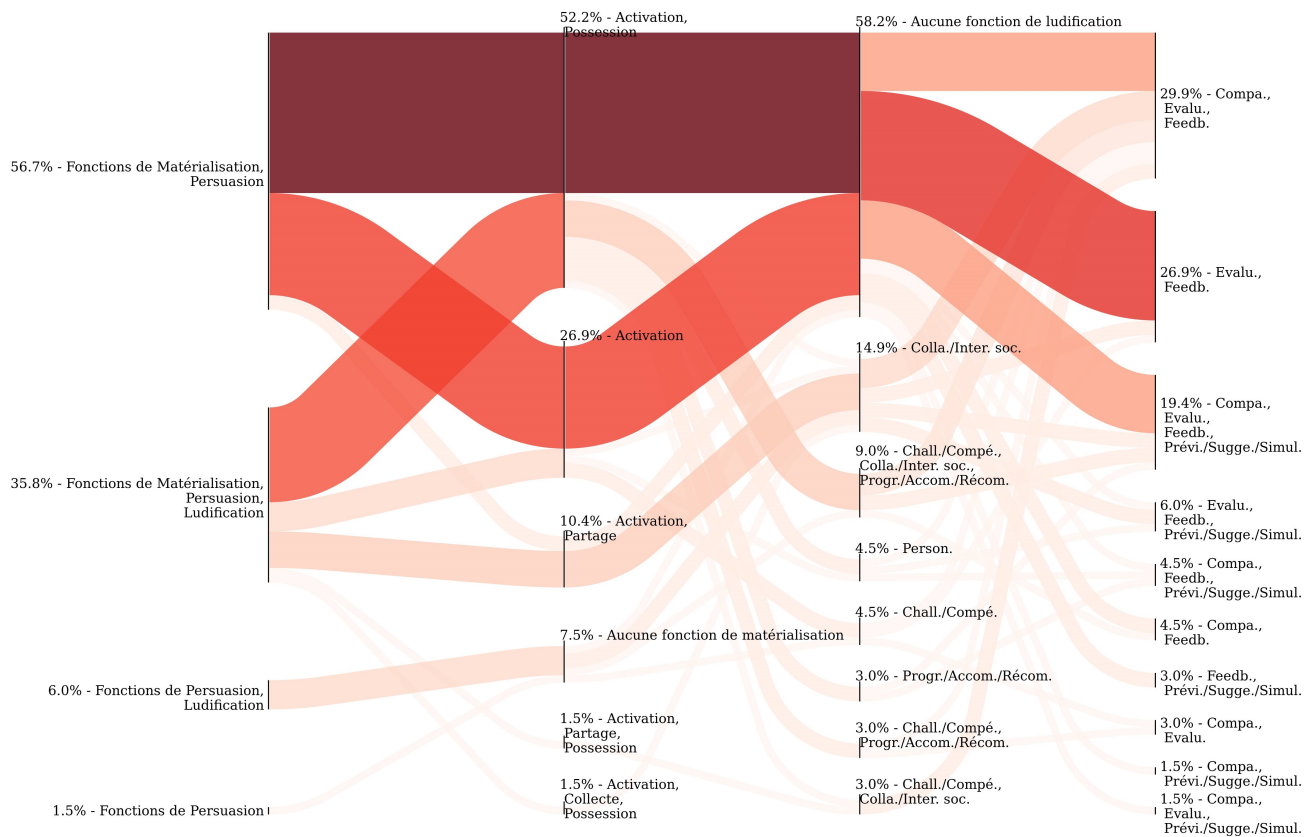 56.7% - Fonctions de Matérialisation,
Persuasion
35.8% - Fonctions de Matérialisation,
Persuasion,
Ludification
6.0% - Fonctions de Persuasion,
Ludification
1.5% - Fonctions de Persuasion
52.2% - Activation,
Possession
26.9% - Activation
10.4% - Activation,
Partage
7.5% - Aucune fonction de matérialisation
1.5% - Activation,
Partage,
Possession
1.5% - Activation,
Collecte,
Possession
58.2% - Aucune fonction de ludification
14.9% - Colla./Inter. soc.
9.0% - Chall./Compé.,
Colla./Inter. soc.,
Progr./Accom./Récom.
4.5% - Person.
4.5% - Chall./Compé.
3.0% - Progr./Accom./Récom.
3.0% - Chall./Compé.,
Progr./Accom./Récom.
3.0% - Chall./Compé.,
Colla./Inter. soc.
29.9% - Compa.,
Evalu.,
Feedb.
26.9% - Evalu.,
Feedb.
19.4% - Compa.,
Evalu.,
Feedb.,
Prévi./Sugge./Simul.
6.0% - Evalu.,
Feedb.,
Prévi./Sugge./Simul.
4.5% - Compa.,
Feedb.,
Prévi./Sugge./Simul.
4.5% - Compa.,
Feedb.
3.0% - Feedb.,
Prévi./Sugge./Simul.
3.0% - Compa.,
Evalu.
1.5% - Compa.,
Prévi./Sugge./Simul.
1.5% - Compa.,
Evalu.,
Prévi./Sugge./Simul.